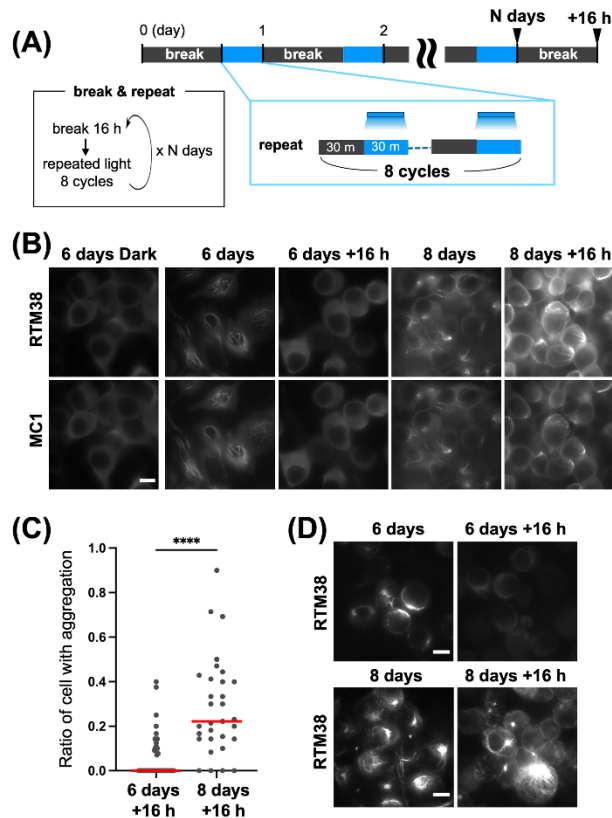 (A)
0 (day) 1 2 N days +16 h
break break break
break & repeat
break 16 h
repeated light
8 cycles
x N days
repeat 30 m 30 m
8 cycles
(B)
6 days Dark 6 days 6 days +16 h 8 days 8 days +16 h
RTM38
MC1
(C)
****
Ratio of cell with aggregation
1.0
0.8
0.6
0.4
0.2
0.0
6 days 8 days
+16 h +16 h
(D)
6 days 6 days +16 h
RTM38
8 days 8 days +16 h
RTM38